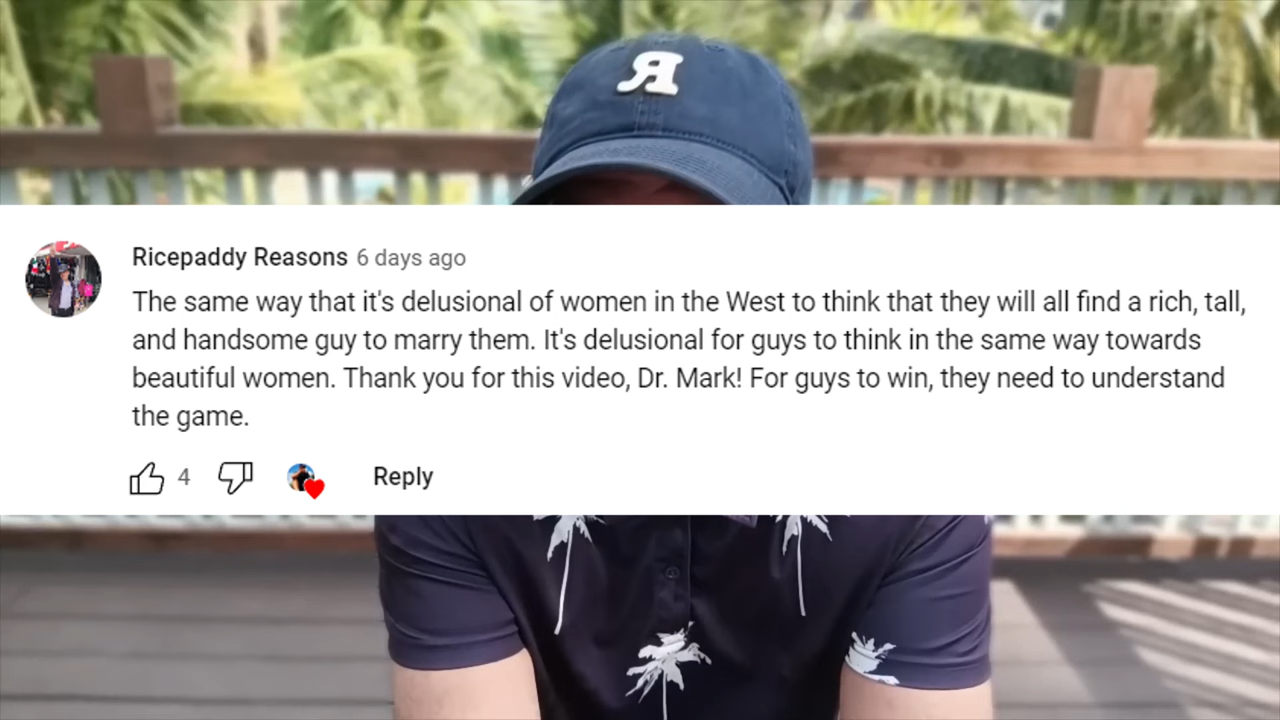 Я
Ricepaddy Reasons 6 days ago
The same way that it's delusional of women in the West to think that they will all find a rich, tall,
and handsome guy to marry them. It's delusional for guys to think in the same way towards
beautiful women. Thank you for this video, Dr. Mark! For guys to win, they need to understand
the game.
4
Reply